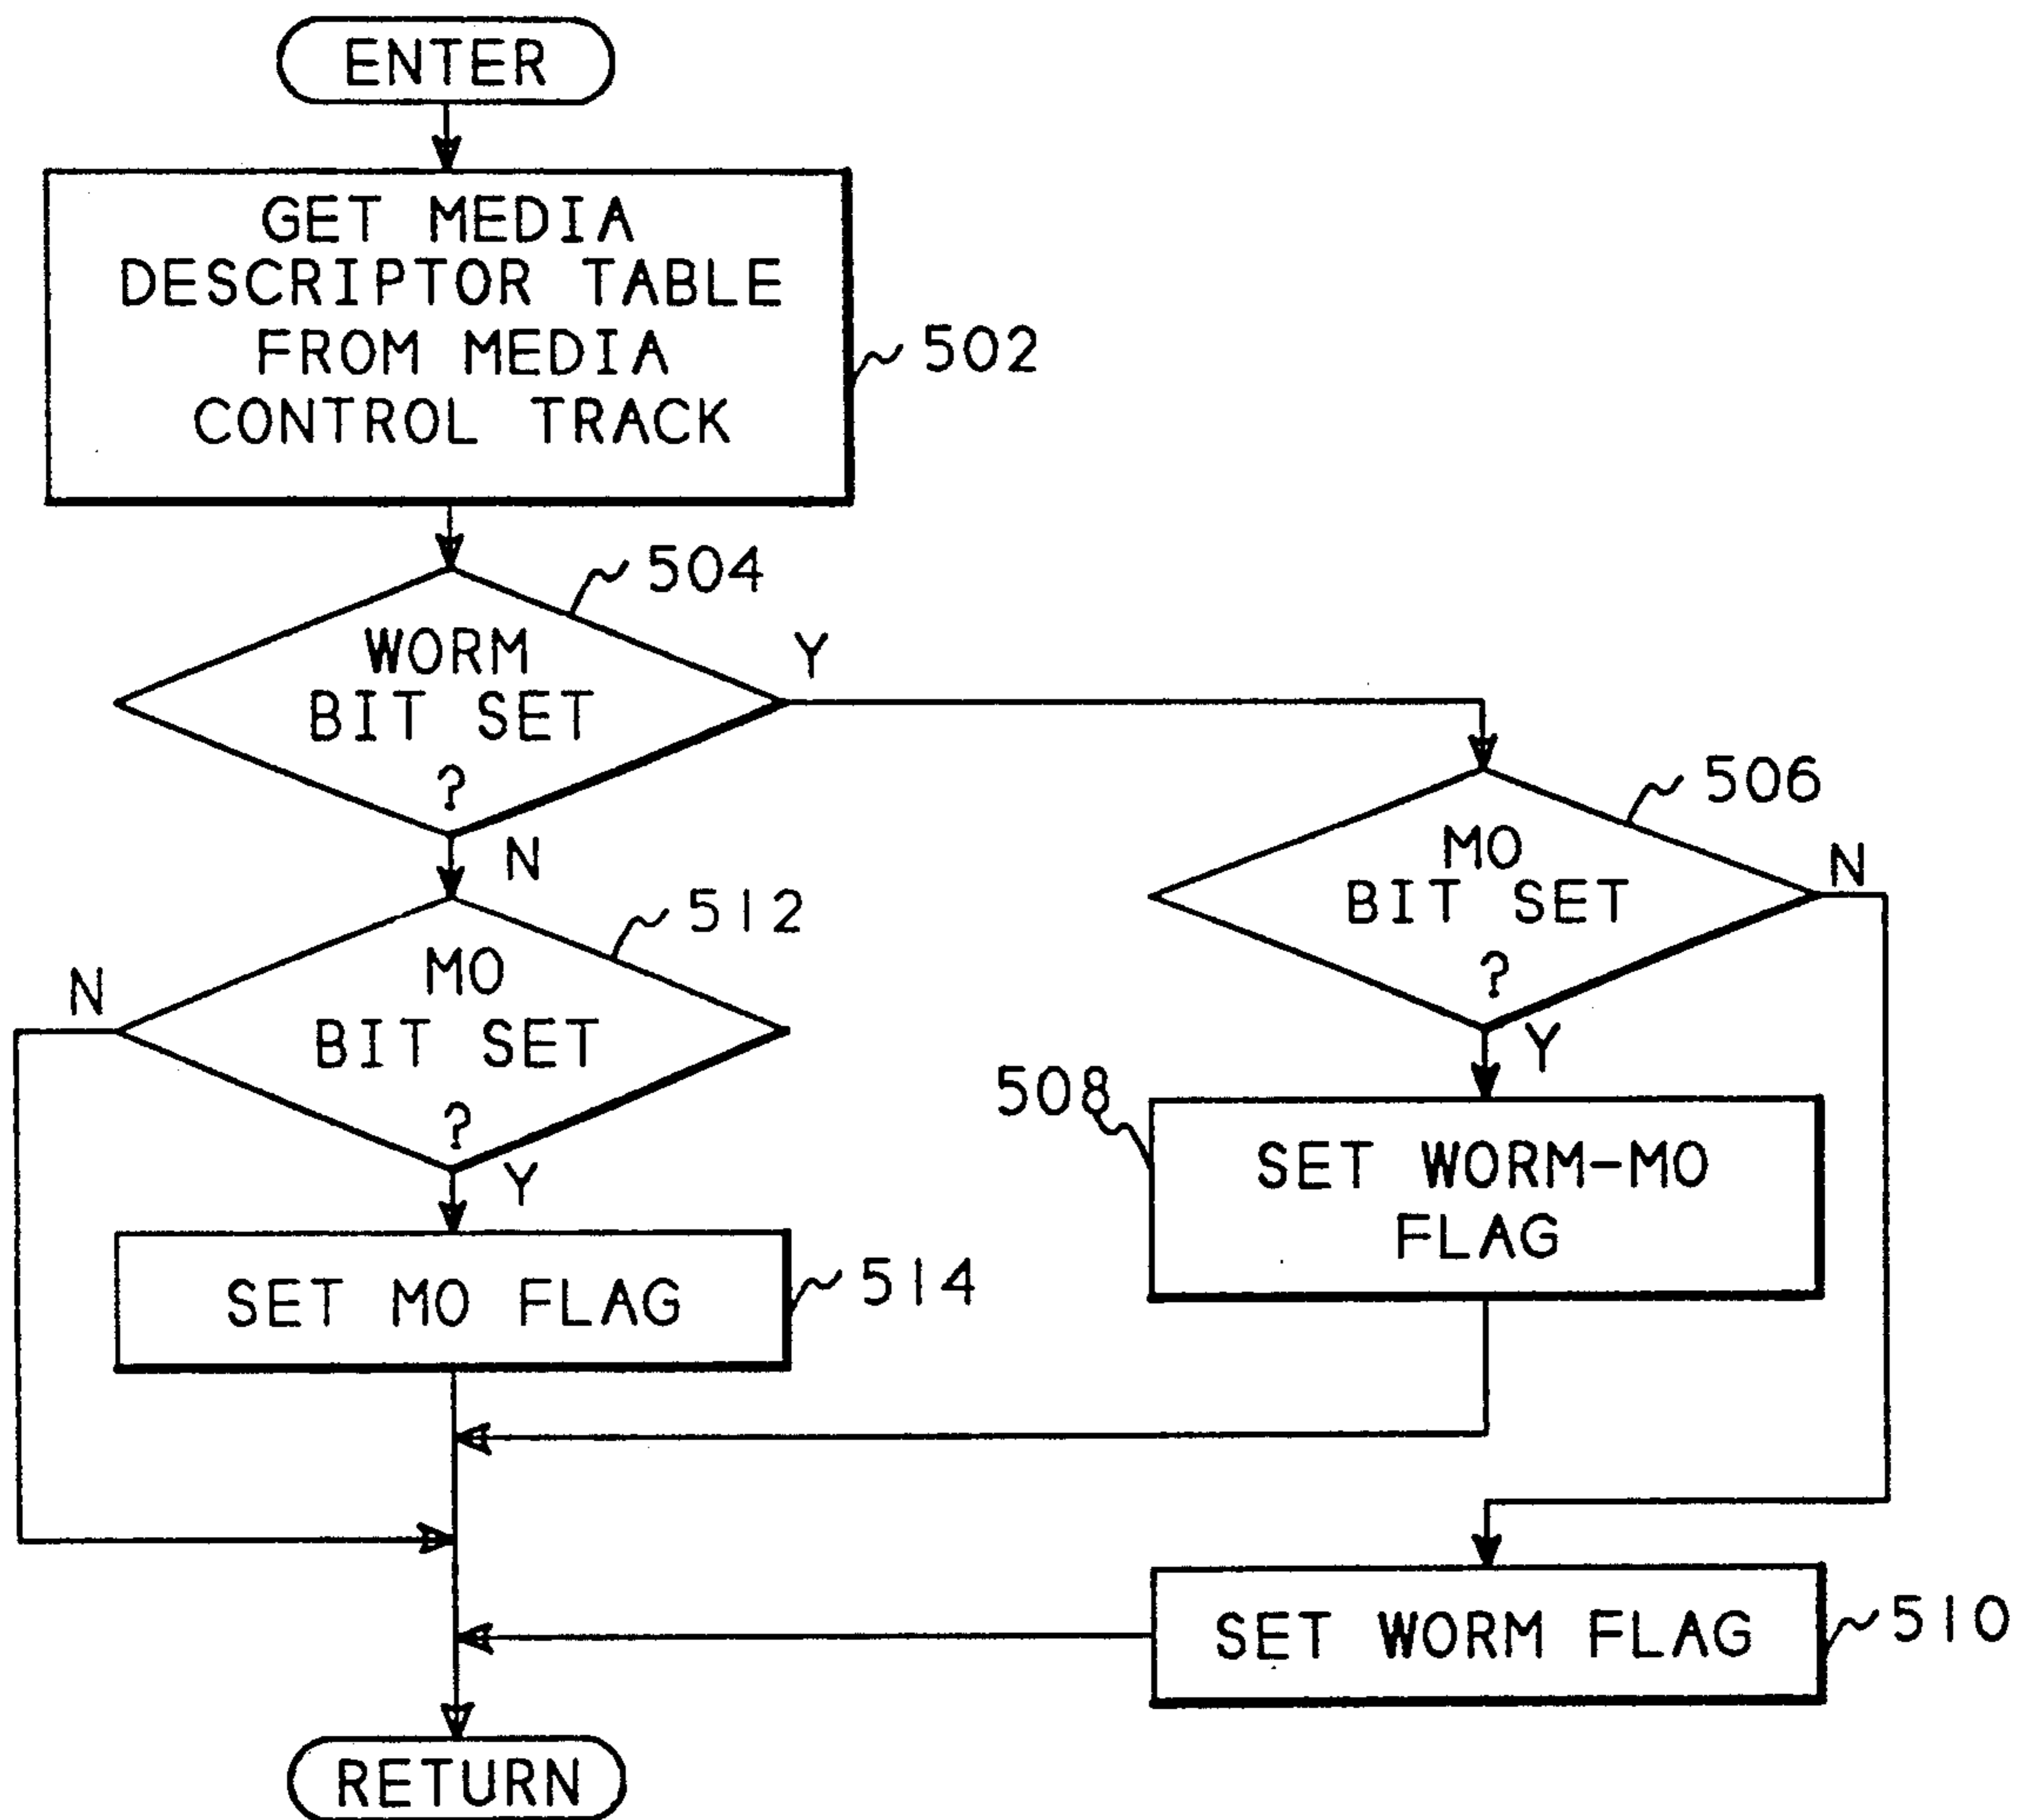 ENTER
GET MEDIA
DESCRIPTOR TABLE
FROM MEDIA
CONTROL TRACK
502
504
WORM
BIT SET
?
Y
N
506
MO
BIT SET
?
N
Y
512
MO
BIT SET
?
N
Y
508
SET WORM-MO
FLAG
SET MO FLAG
514
SET WORM FLAG
510
RETURN